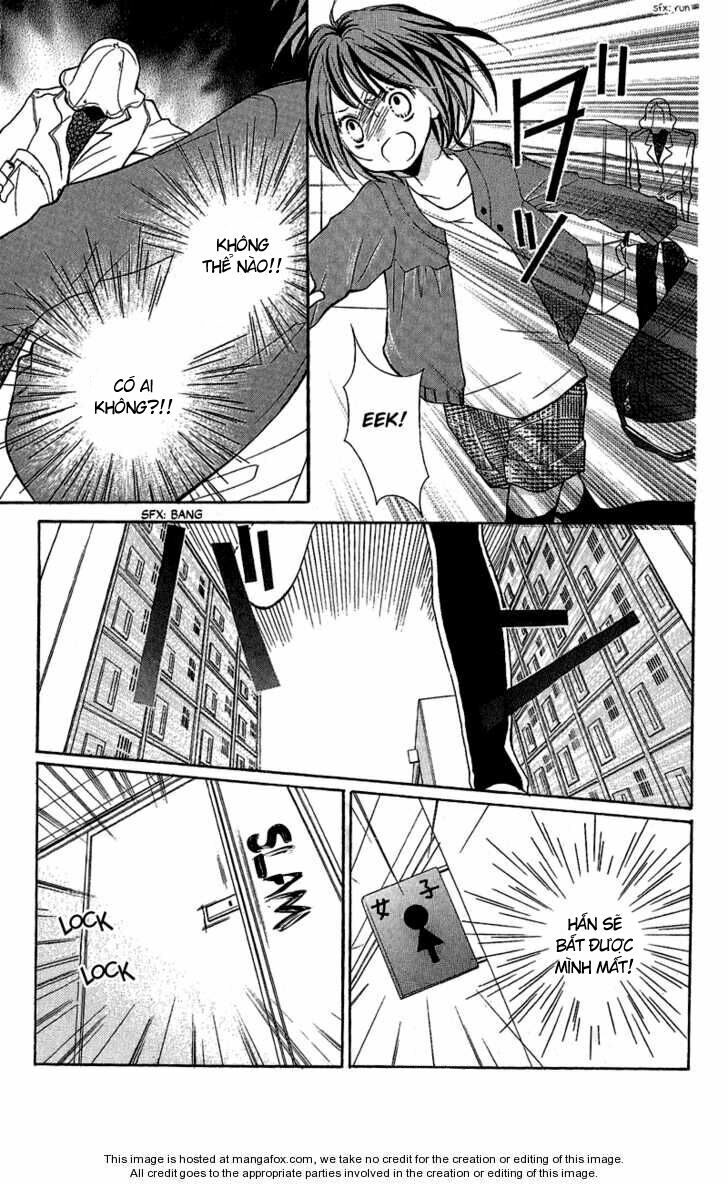 sfx: run
ダン
EEK!
KHÔNG
THỂ NÀO!!
CÓ AI
KHÔNG?!!
SFX: BANG
HẮN SẼ
BẮT ĐƯỢC
MÌNH MẤT!
女子
SLAM
LOCK
LOCK
This image is hosted at mangafox.com, we take no credit for the creation or editing of this image.
All credit goes to the appropriate parties involved in the creation or editing of this image.